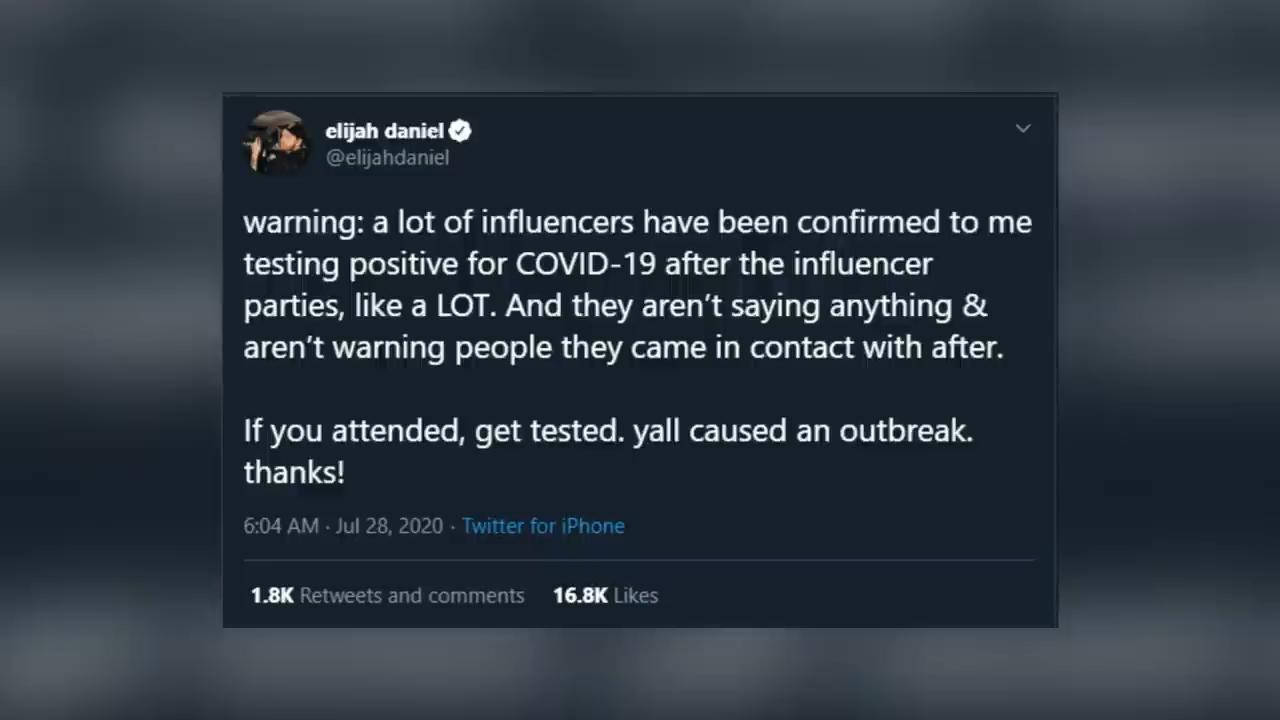 elijah daniel
@elijahdaniel
warning: a lot of influencers have been confirmed to me
testing positive for COVID-19 after the influencer
parties, like a LOT. And they aren’t saying anything &
aren’t warning people they came in contact with after.
If you attended, get tested. yall caused an outbreak.
thanks!
6:04 AM · Jul 28, 2020 · Twitter for iPhone
1.8K Retweets and comments 16.8K Likes